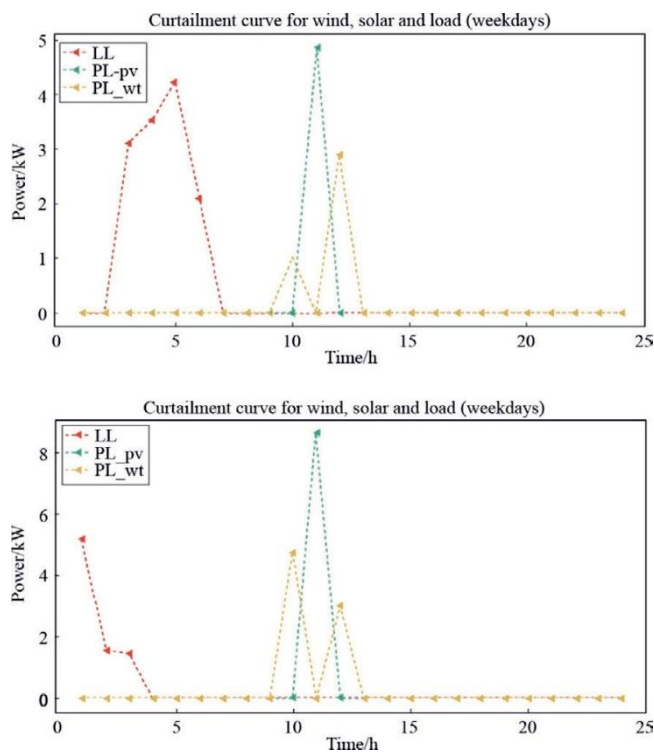 Curtailment curve for wind, solar and load (weekdays)
5
4
3
2
1
0
Power/kW
LL
PL-pv
PL_wt
0 5 10 15 20 25
Time/h
Curtailment curve for wind, solar and load (weekdays)
8
6
4
2
0
Power/kW
LL
PL_pv
PL_wt
0 5 10 15 20 25
Time/h